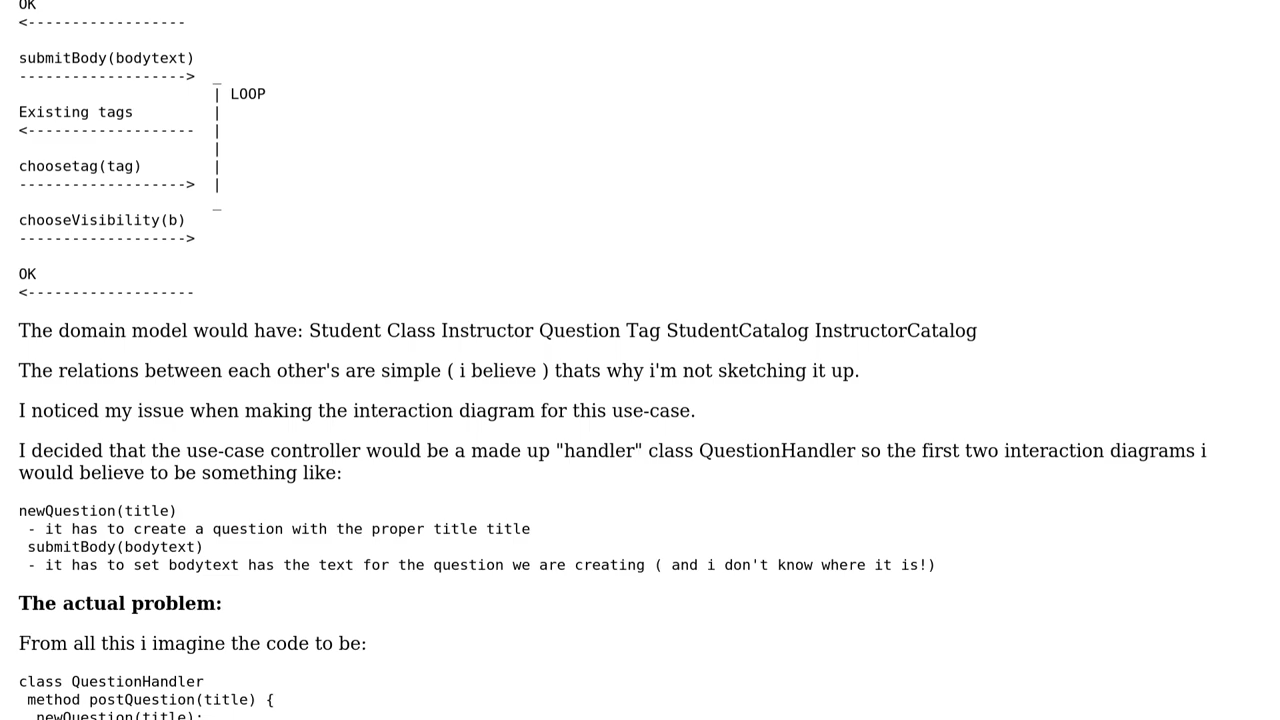 OK
<-------------------
submitBody(bodytext)
------------------->  _
| LOOP
Existing tags         |
<-------------------  |
|
choosetag(tag)        |
------------------->  |
_
chooseVisibility(b)
------------------->
OK
<-------------------
The domain model would have: Student Class Instructor Question Tag StudentCatalog InstructorCatalog
The relations between each other's are simple ( i believe ) thats why i'm not sketching it up.
I noticed my issue when making the interaction diagram for this use-case.
I decided that the use-case controller would be a made up "handler" class QuestionHandler so the first two interaction diagrams i
would believe to be something like:
newQuestion(title)
- it has to create a question with the proper title title
submitBody(bodytext)
- it has to set bodytext has the text for the question we are creating ( and i don't know where it is!)
The actual problem:
From all this i imagine the code to be:
class QuestionHandler
method postQuestion(title) {
newQuestion(title);